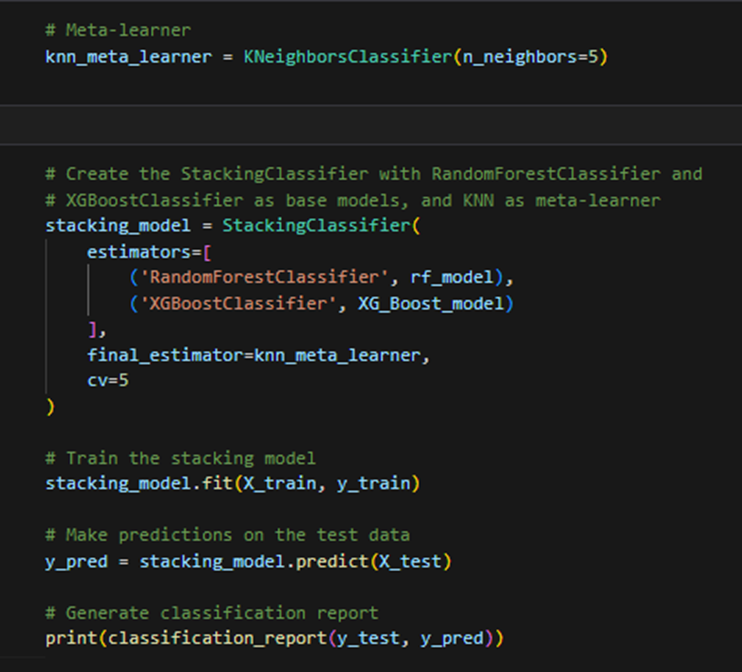 # Meta-learner
knn_meta_learner = KNeighborsClassifier(n_neighbors=5)
# Create the StackingClassifier with RandomForestClassifier and
# XGBoostClassifier as base models, and KNN as meta-learner
stacking_model = StackingClassifier(
    estimators=[
        ('RandomForestClassifier', rf_model),
        ('XGBoostClassifier', XG_Boost_model)
    ],
    final_estimator=knn_meta_learner,
    cv=5
)
# Train the stacking model
stacking_model.fit(X_train, y_train)
# Make predictions on the test data
y_pred = stacking_model.predict(X_test)
# Generate classification report
print(classification_report(y_test, y_pred))